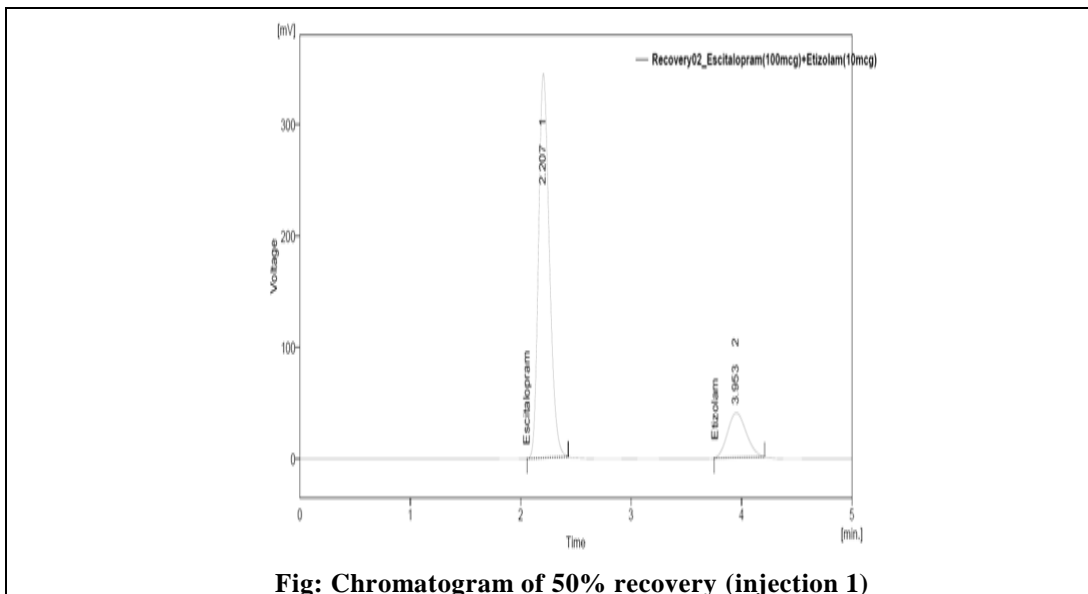 [mV]
Recovery02_Escitalopram(100mcg)+Etizolam(10mcg)
300
200
100
0
Voltage
Escitalopram
2.207 1
Etizolam
3.953 2
0 1 2 3 4 5
Time
[min.]
Fig: Chromatogram of 50% recovery (injection 1)